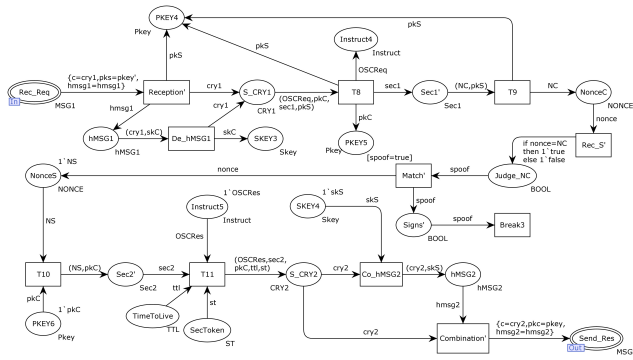 PKEY4
Pkey
pkS
pkS
pkS
Instruct4
Instruct
OSCReq
Rec_Req
In
MSG1
{c=cry1,pks=pkey',
hmsg1=hmsg1}
Reception'
cry1
S_CRY1
CRY1
(OSCReq,pkC,
sec1,pkS)
T8
sec1
Sec1'
Sec1
(NC,pkS)
T9
NC
NonceC
NONCE
nonce
hmsg1
cry1
hMSG1
hMSG1
(cry1,skC)
De_hMSG1
skC
SKEY3
Skey
pkC
PKEY5
Pkey
if nonce=NC
then 1`true
else 1`false
Rec_S'
1`NS
NonceS
NONCE
nonce
[spoof=true]
Match'
spoof
Judge_NC
BOOL
NS
1`OSCRes
Instruct5
Instruct
OSCRes
1`skS
SKEY4
Skey
skS
spoof
Signs'
BOOL
spoof
Break3
T10
(NS,pkC)
Sec2'
Sec2
sec2
T11
(OSCRes,sec2,
pkC,ttl,st)
S_CRY2
CRY2
cry2
Co_hMSG2
(cry2,skS)
hMSG2
hMSG2
pkC
1`pkC
PKEY6
Pkey
ttl
TimeToLive
TTL
st
SecToken
ST
hmsg2
cry2
Combination'
{c=cry2,pkc=pkey,
hmsg2=hmsg2}
Send_Res
Out
MSG